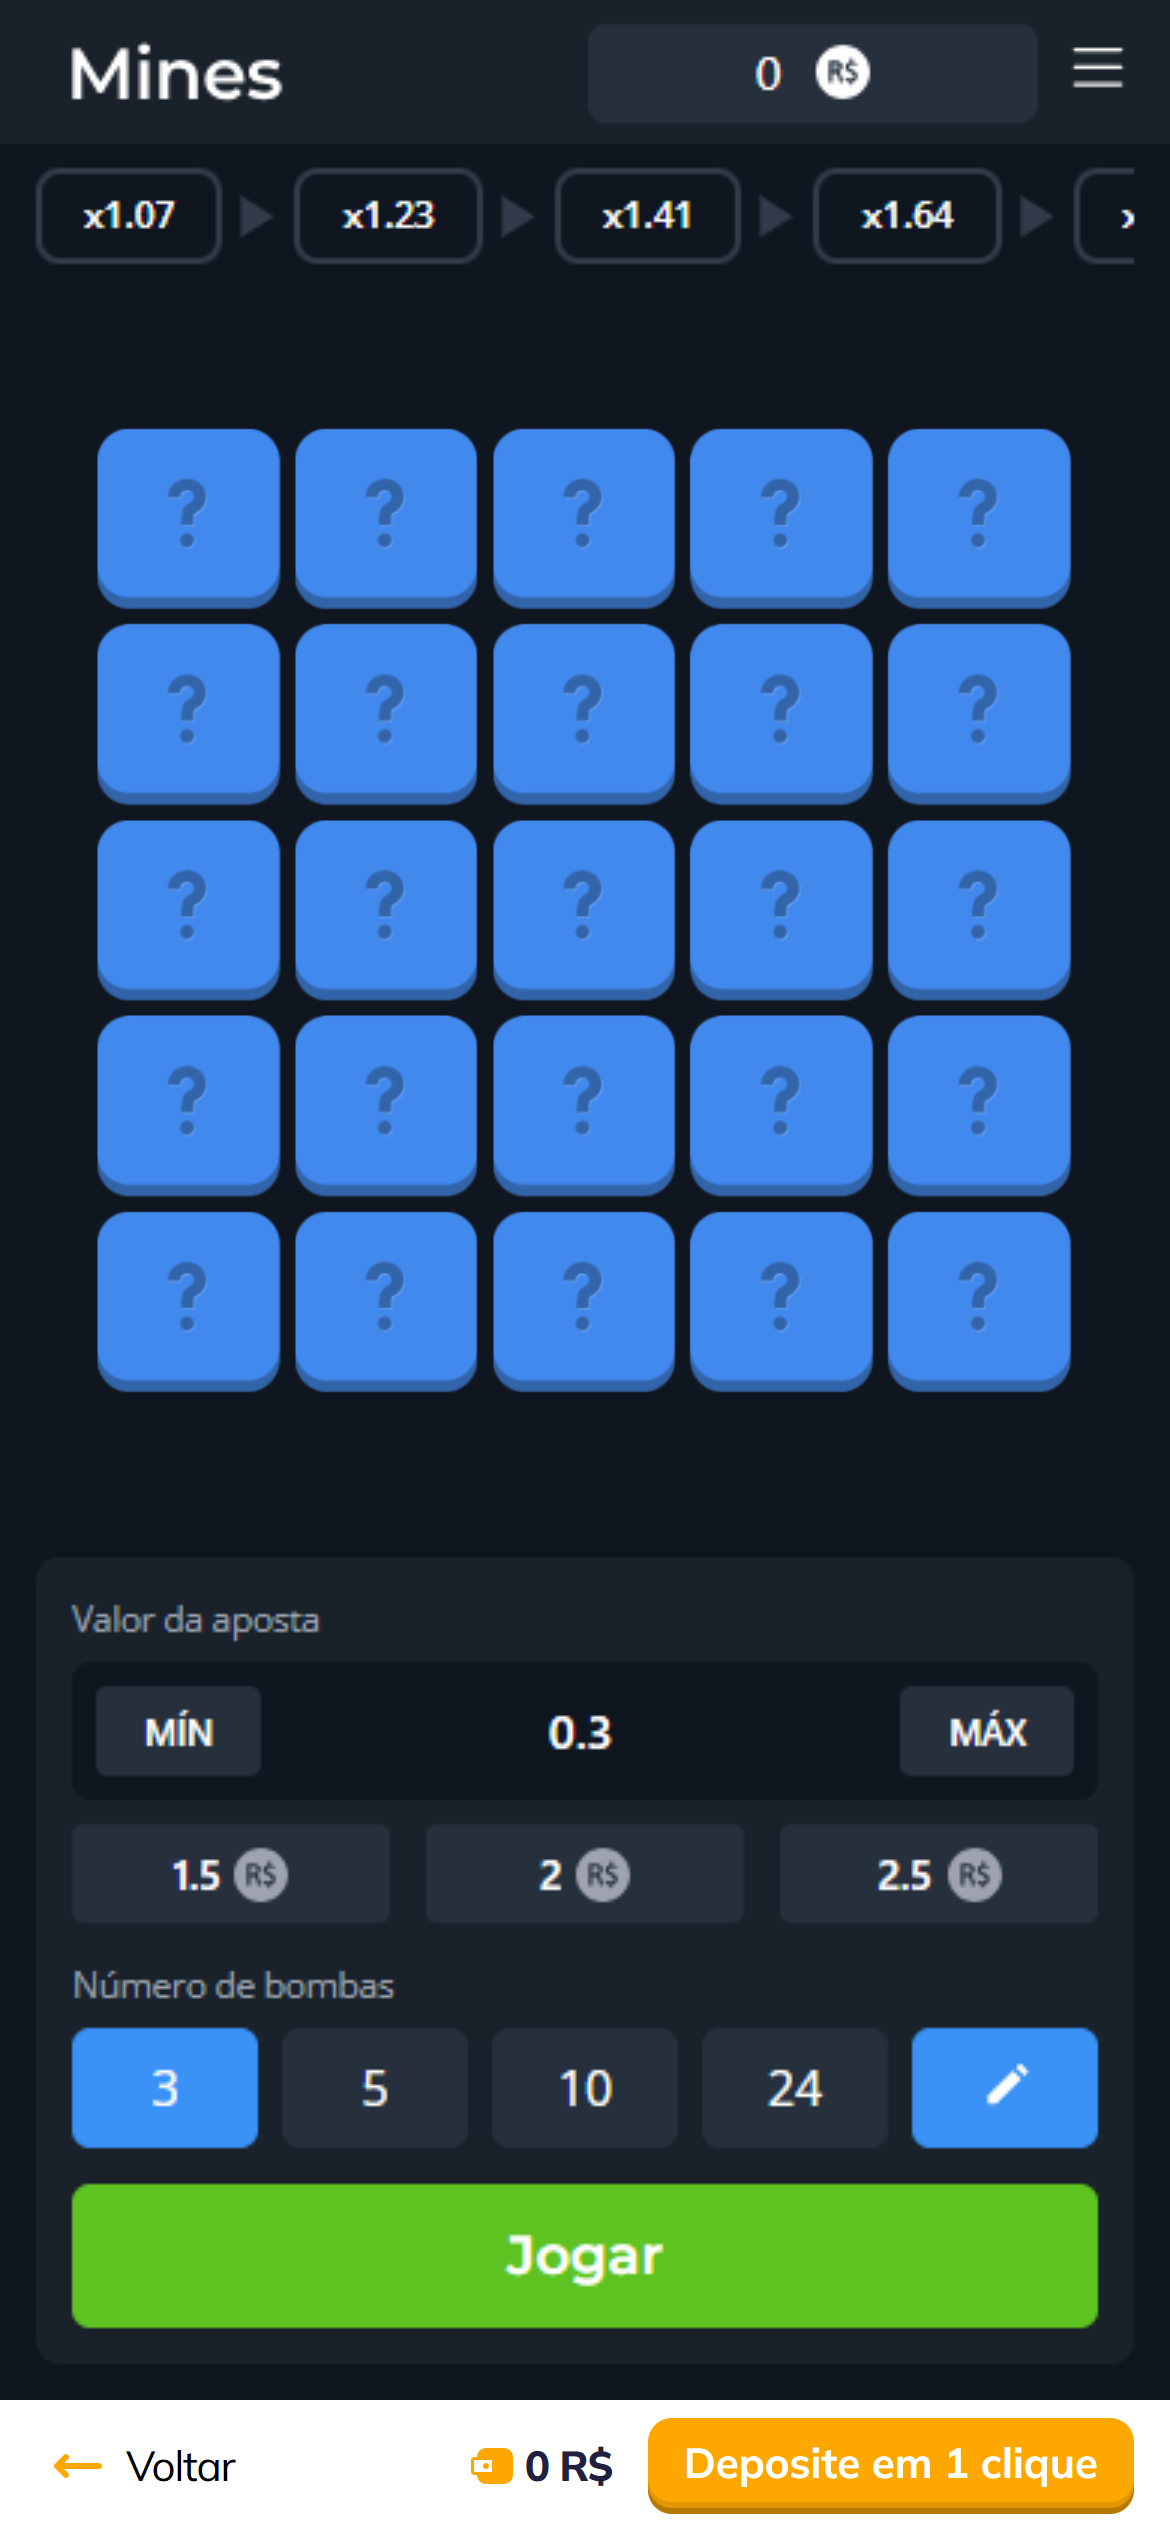 Mines
0 R$
x1.07 x1.23 x1.41 x1.64
? ? ? ? ?
? ? ? ? ?
? ? ? ? ?
? ? ? ? ?
? ? ? ? ?
Valor da aposta
MÍN 0.3 MÁX
1.5 R$ 2 R$ 2.5 R$
Número de bombas
3 5 10 24
Jogar
Voltar 0 R$ Deposite em 1 clique